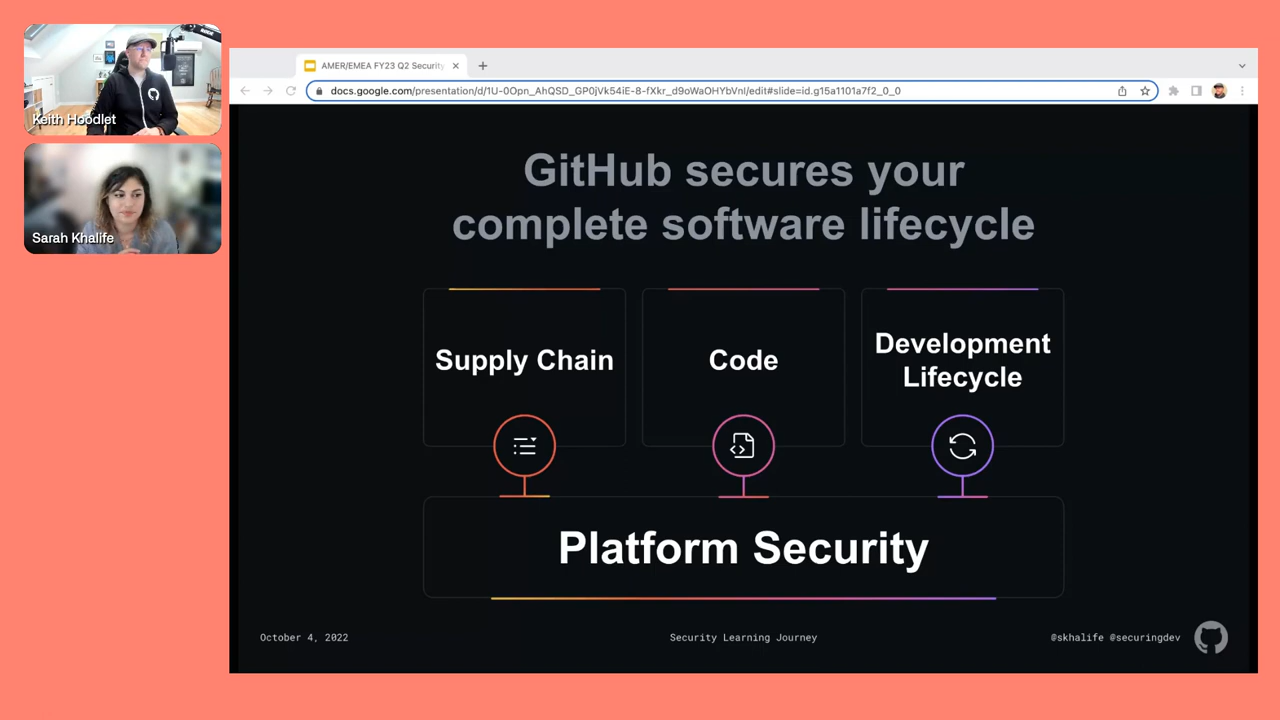 Keith Hoodlet
Sarah Khalife
AMER/EMEA FY23 Q2 Security
docs.google.com/presentation/d/1U-0Opn_AhQSD_GP0jVk54iE-8-fXkr_d9oWaOHYbVnI/edit#slide=id.g15a1101a7f2_0_0
GitHub secures your
complete software lifecycle
Supply Chain
Code
Development
Lifecycle
Platform Security
October 4, 2022
Security Learning Journey
@skhalife @securingdev